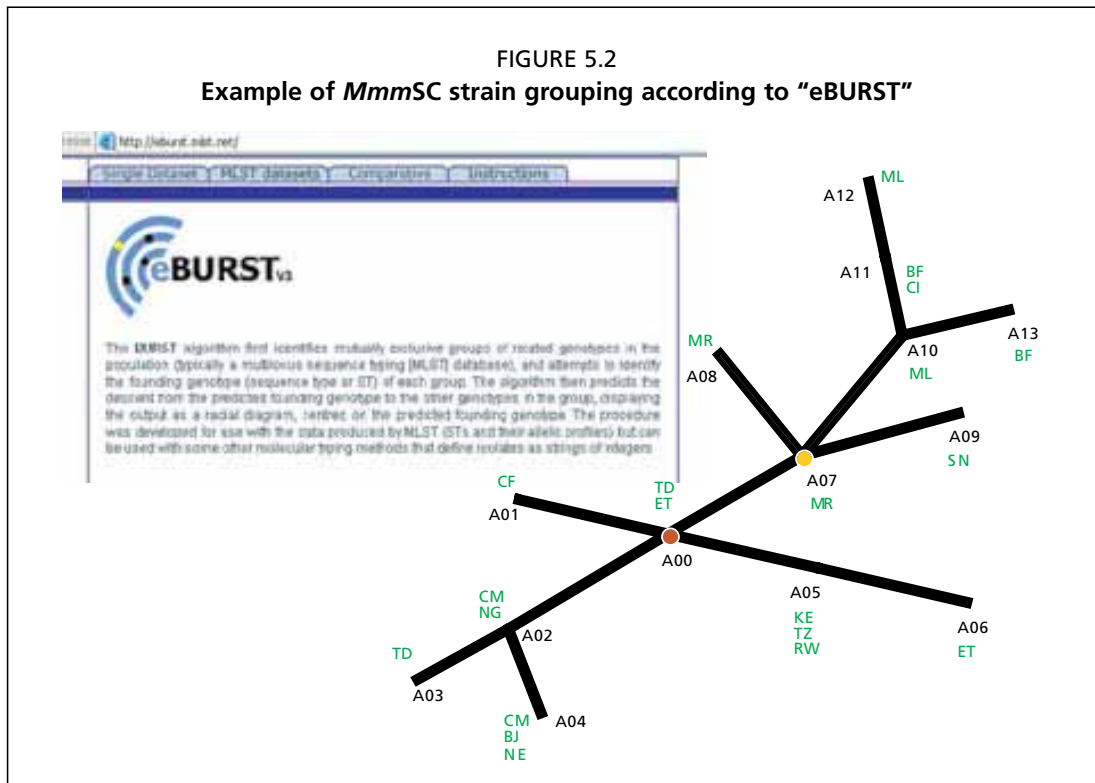 FIGURE 5.2
Example of MmmSC strain grouping according to “eBURST”
http://eburst.mlst.net/
Single Dataset MLST datasets Comparative Instructions
eBURST V3
The BURST algorithm first identifies mutually exclusive groups of related genotypes in the
population (typically a multilocus sequence typing [MLST] database), and attempts to identify
the founding genotype (sequence type or ST) of each group. The algorithm then predicts the
descent from the predicted founding genotype to the other genotypes in the group, displaying
the output as a radial diagram, centred on the predicted founding genotype. The procedure
was developed for use with the data produced by MLST (STs and their allelic profiles) but can
be used with some other molecular typing methods that define isolates as strings of integers
ML
A12
A11
BF
CI
MR
A08
A10
ML
A13
BF
A09
SN
A07
MR
CF
A01
TD
ET
A00
A05
KE
TZ
RW
A06
ET
CM
NG
A02
TD
A03
CM
BJ
NE
A04